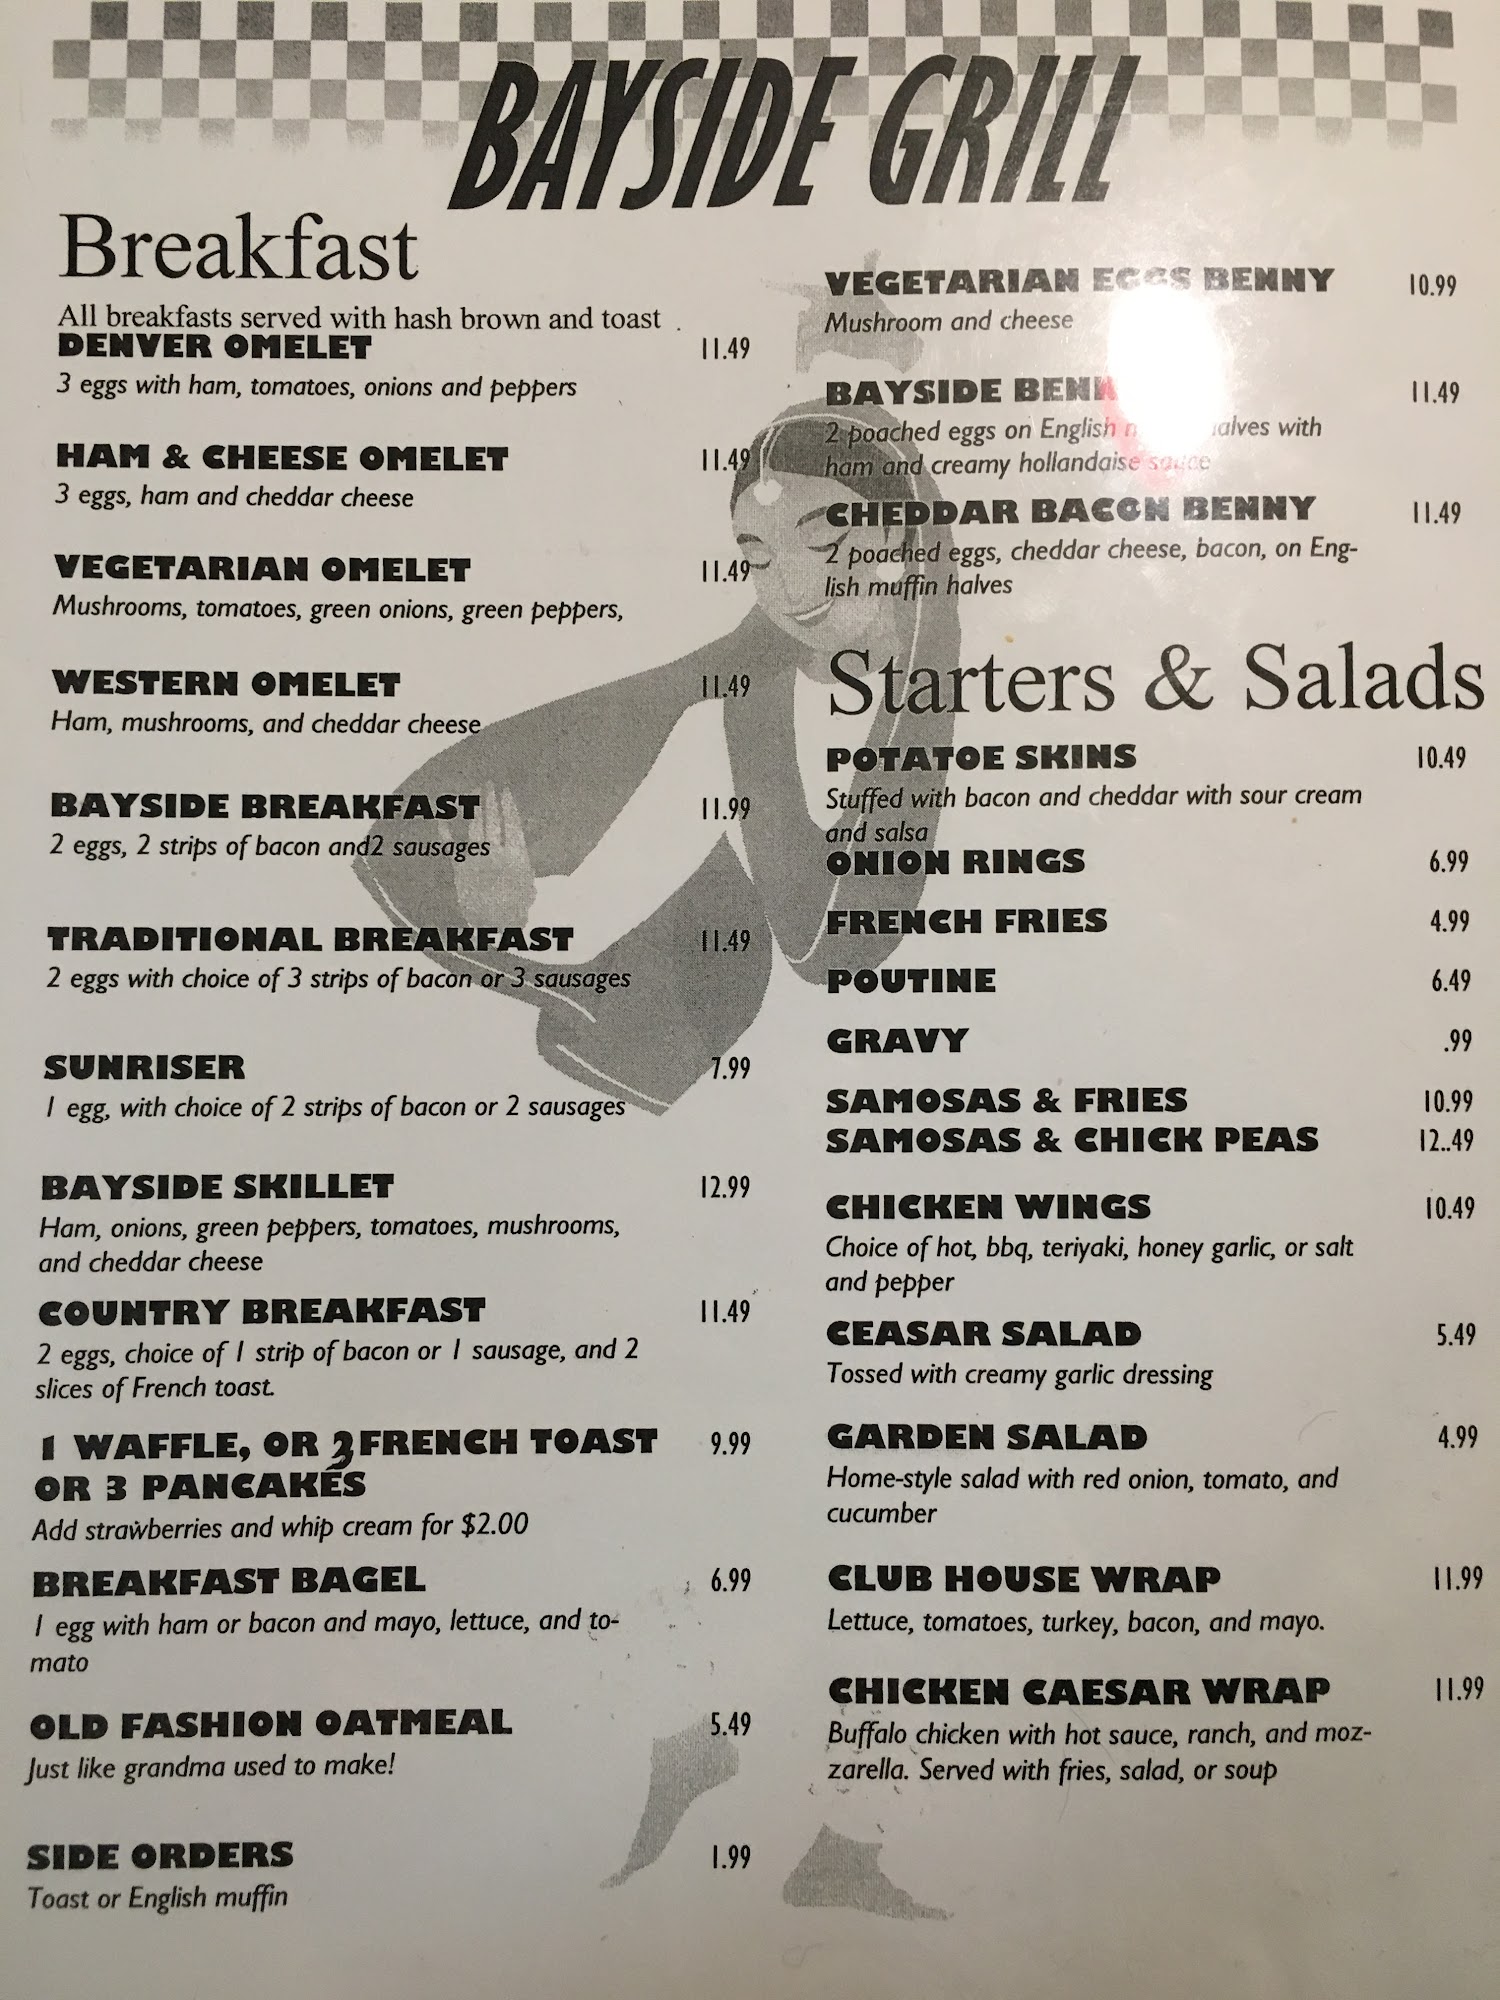 BAYSIDE GRILL
Breakfast
All breakfasts served with hash brown and toast .
DENVER OMELET 11.49
3 eggs with ham, tomatoes, onions and peppers
HAM & CHEESE OMELET 11.49
3 eggs, ham and cheddar cheese
VEGETARIAN OMELET 11.49
Mushrooms, tomatoes, green onions, green peppers,
WESTERN OMELET 11.49
Ham, mushrooms, and cheddar cheese
BAYSIDE BREAKFAST 11.99
2 eggs, 2 strips of bacon and2 sausages
TRADITIONAL BREAKFAST 11.49
2 eggs with choice of 3 strips of bacon or 3 sausages
SUNRISER 7.99
1 egg, with choice of 2 strips of bacon or 2 sausages
BAYSIDE SKILLET 12.99
Ham, onions, green peppers, tomatoes, mushrooms,
and cheddar cheese
COUNTRY BREAKFAST 11.49
2 eggs, choice of 1 strip of bacon or 1 sausage, and 2
slices of French toast.
1 WAFFLE, OR 3 FRENCH TOAST 9.99
OR 3 PANCAKES
Add strawberries and whip cream for $2.00
BREAKFAST BAGEL 6.99
1 egg with ham or bacon and mayo, lettuce, and to-
mato
OLD FASHION OATMEAL 5.49
Just like grandma used to make!
SIDE ORDERS 1.99
Toast or English muffin
VEGETARIAN EGGS BENNY 10.99
Mushroom and cheese
BAYSIDE 11.49
2 poached eggs on English halves with
ham and creamy hollandaise sauce
CHEDDAR BACON BENNY 11.49
2 poached eggs, cheddar cheese, bacon, on Eng-
lish muffin halves
Starters & Salads
POTATOE SKINS 10.49
Stuffed with bacon and cheddar with sour cream
and salsa
ONION RINGS 6.99
FRENCH FRIES 4.99
POUTINE 6.49
GRAVY .99
SAMOSAS & FRIES 10.99
SAMOSAS & CHICK PEAS 12..49
CHICKEN WINGS 10.49
Choice of hot, bbq, teriyaki, honey garlic, or salt
and pepper
CEASAR SALAD 5.49
Tossed with creamy garlic dressing
GARDEN SALAD 4.99
Home-style salad with red onion, tomato, and
cucumber
CLUB HOUSE WRAP 11.99
Lettuce, tomatoes, turkey, bacon, and mayo.
CHICKEN CAESAR WRAP 11.99
Buffalo chicken with hot sauce, ranch, and moz-
zarella. Served with fries, salad, or soup